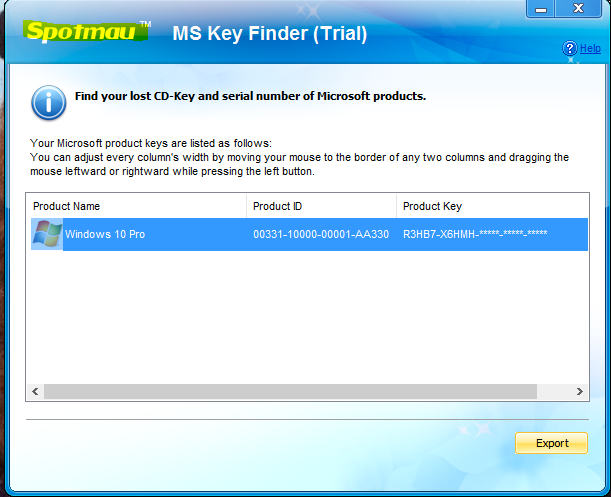 Spotmau™ MS Key Finder (Trial)
Help
Find your lost CD-Key and serial number of Microsoft products.
Your Microsoft product keys are listed as follows:
You can adjust every column's width by moving your mouse to the border of any two columns and dragging the
mouse leftward or rightward while pressing the left button.
Product Name Product ID Product Key
Windows 10 Pro 00331-10000-00001-AA330 R3HB7-X6HMH-*****-*****-*****
Export